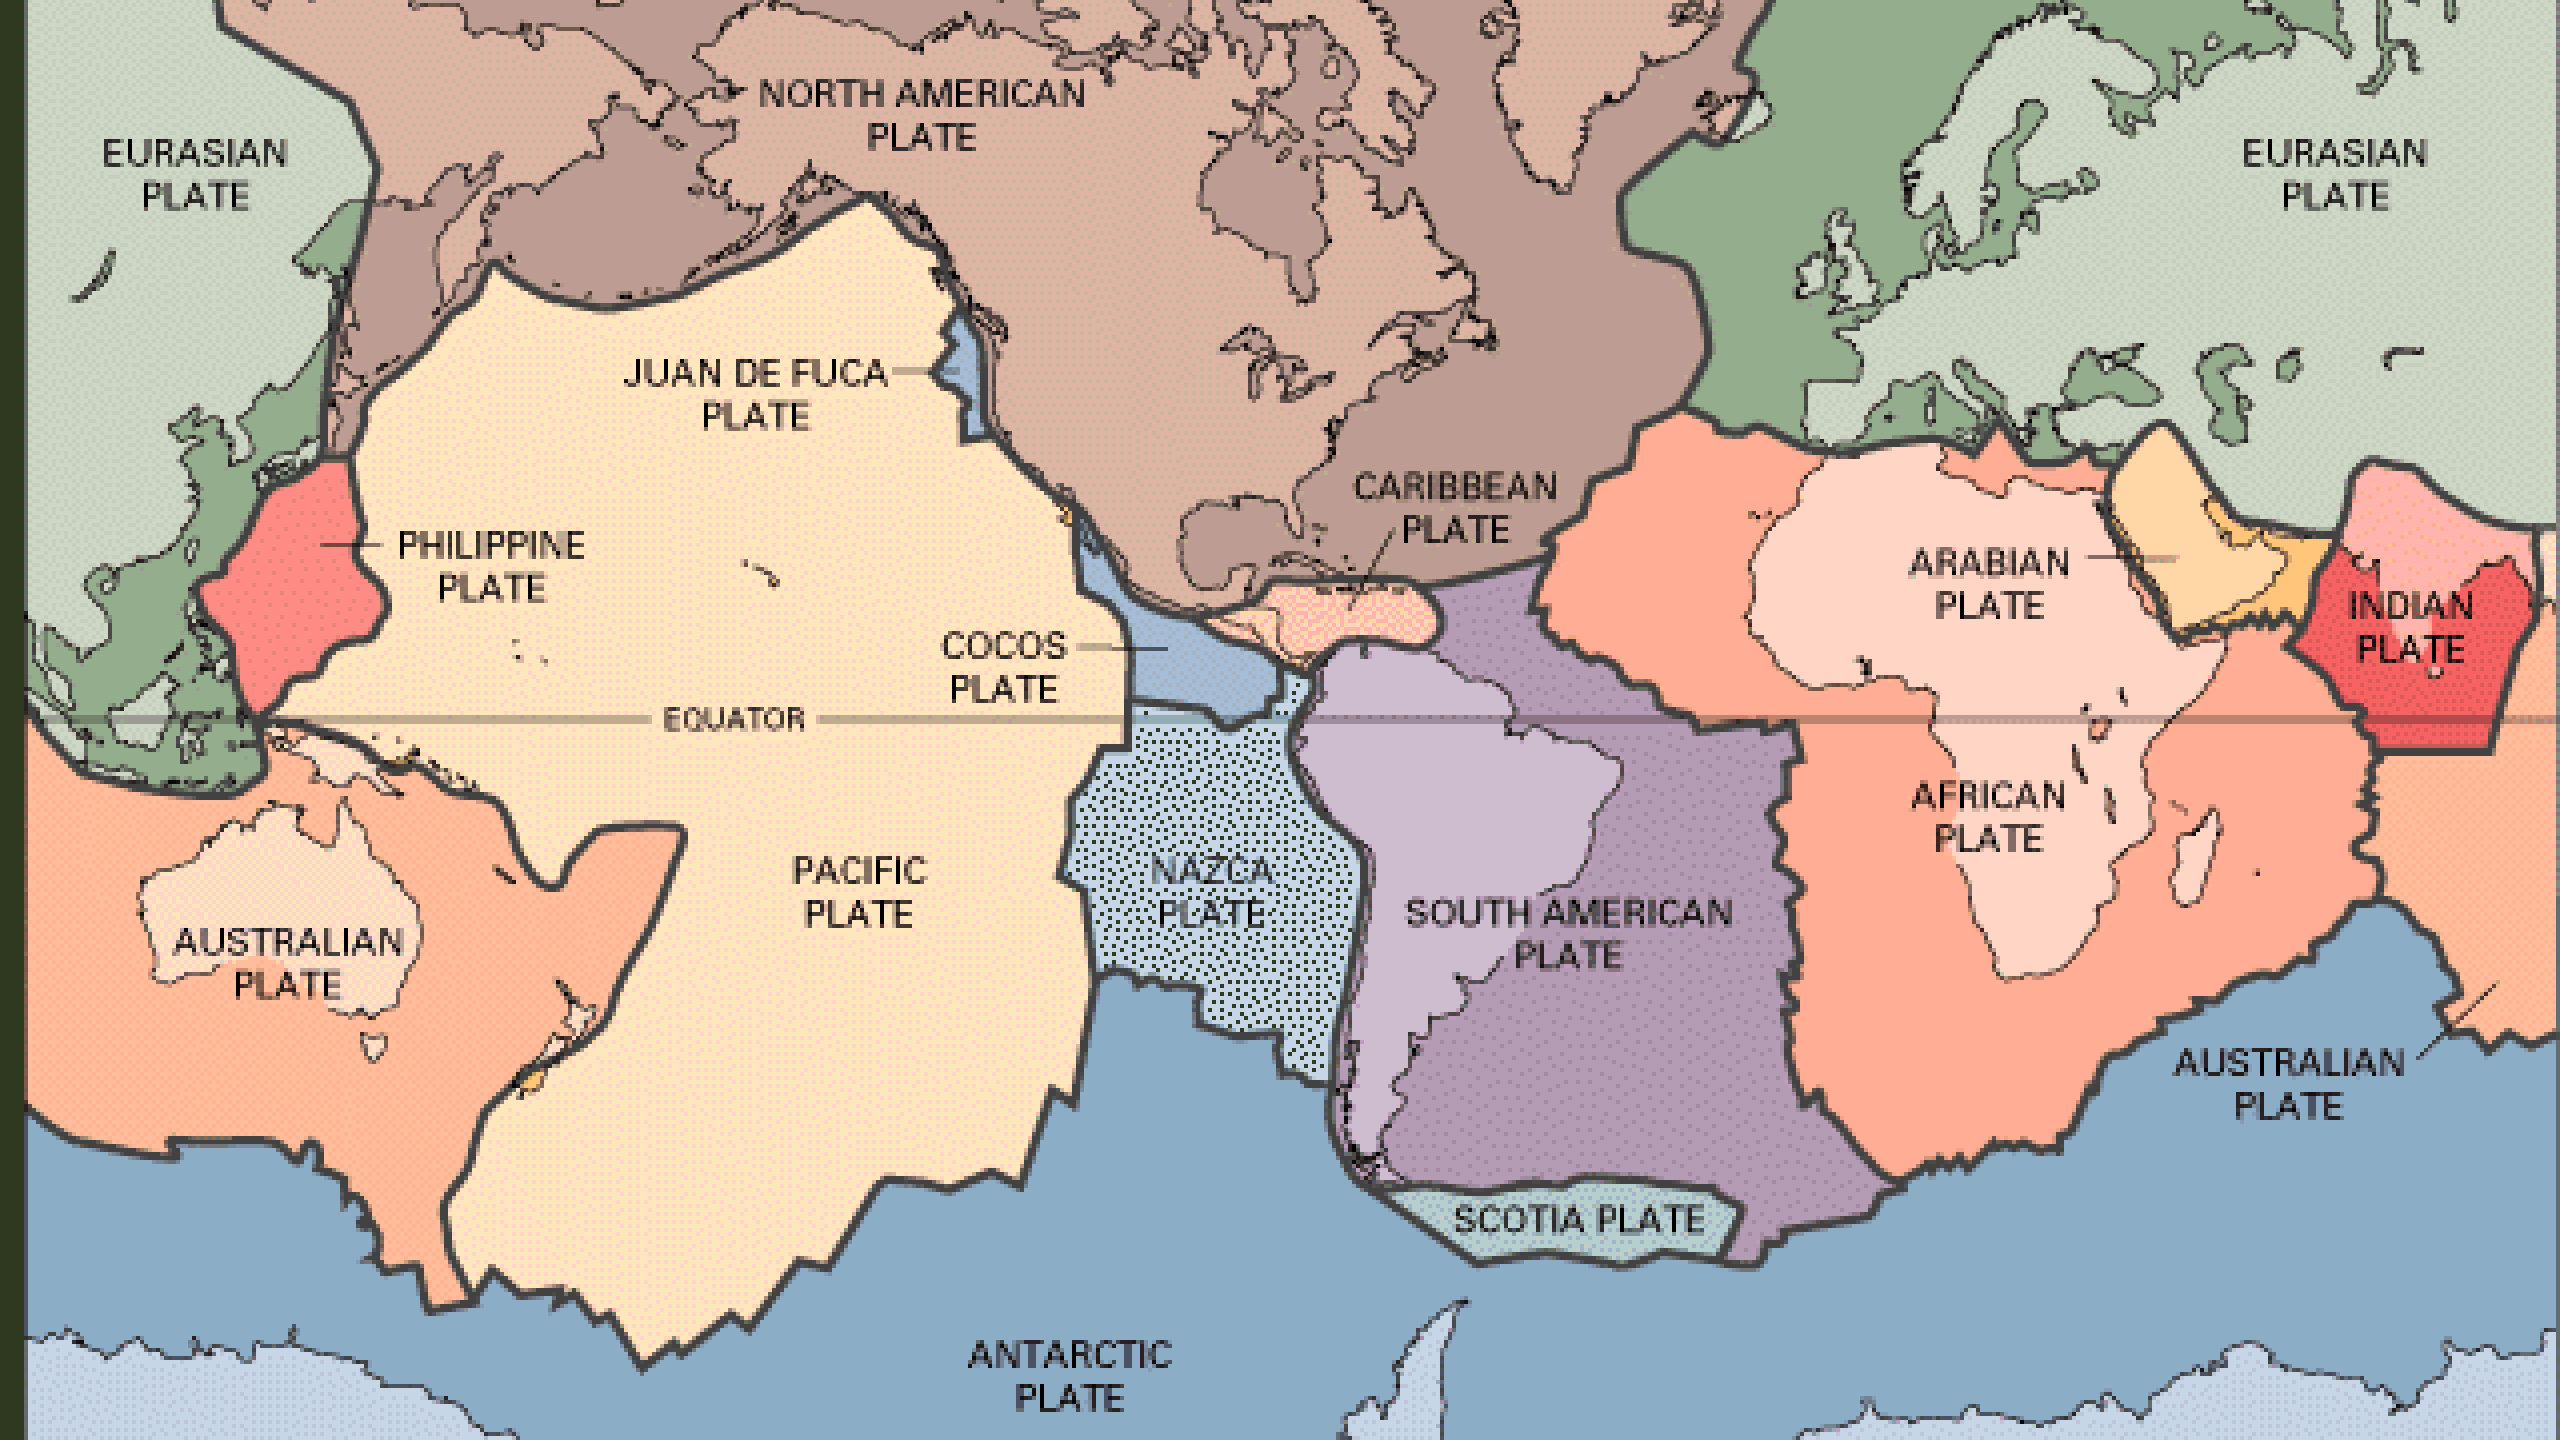 NORTH AMERICAN
PLATE
EURASIAN
PLATE
EURASIAN
PLATE
JUAN DE FUCA
PLATE
CARIBBEAN
PLATE
PHILIPPINE
PLATE
ARABIAN
PLATE
INDIAN
PLATE
COCOS
PLATE
EQUATOR
AFRICAN
PLATE
PACIFIC
PLATE
NAZCA
PLATE
SOUTH AMERICAN
PLATE
AUSTRALIAN
PLATE
AUSTRALIAN
PLATE
SCOTIA PLATE
ANTARCTIC
PLATE